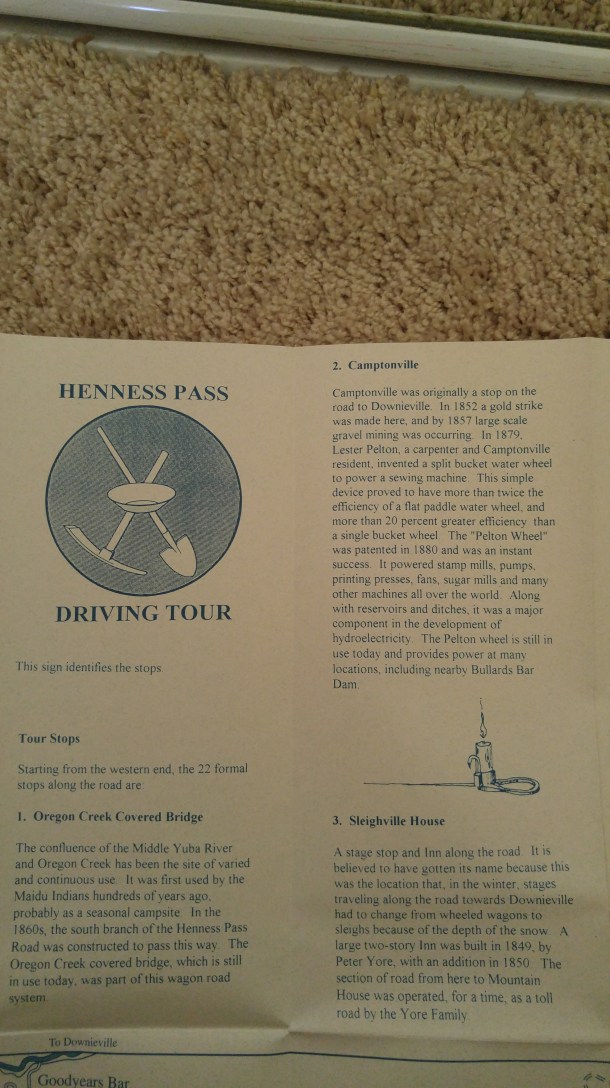 HENNESS PASS
DRIVING TOUR
This sign identifies the stops.
Tour Stops
Starting from the western end, the 22 formal
stops along the road are:
1. Oregon Creek Covered Bridge
The confluence of the Middle Yuba River
and Oregon Creek has been the site of varied
and continuous use. It was first used by the
Maidu Indians hundreds of years ago,
probably as a seasonal campsite. In the
1860s, the south branch of the Henness Pass
Road was constructed to pass this way. The
Oregon Creek covered bridge, which is still
in use today, was part of this wagon road
system.
2. Camptonville
Camptonville was originally a stop on the
road to Downieville. In 1852 a gold strike
was made here, and by 1857 large scale
gravel mining was occurring. In 1879,
Lester Pelton, a carpenter and Camptonville
resident, invented a split bucket water wheel
to power a sewing machine. This simple
device proved to have more than twice the
efficiency of a flat paddle water wheel, and
more than 20 percent greater efficiency than
a single bucket wheel. The "Pelton Wheel"
was patented in 1880 and was an instant
success. It powered stamp mills, pumps,
printing presses, fans, sugar mills and many
other machines all over the world. Along
with reservoirs and ditches, it was a major
component in the development of
hydroelectricity. The Pelton wheel is still in
use today and provides power at many
locations, including nearby Bullards Bar
Dam.
3. Sleighville House
A stage stop and Inn along the road. It is
believed to have gotten its name because this
was the location that, in the winter, stages
traveling along the road towards Downieville
had to change from wheeled wagons to
sleighs because of the depth of the snow. A
large two-story Inn was built in 1849, by
Peter Yore, with an addition in 1850. The
section of road from here to Mountain
House was operated, for a time, as a toll
road by the Yore Family.
To Downieville
Goodyears Bar